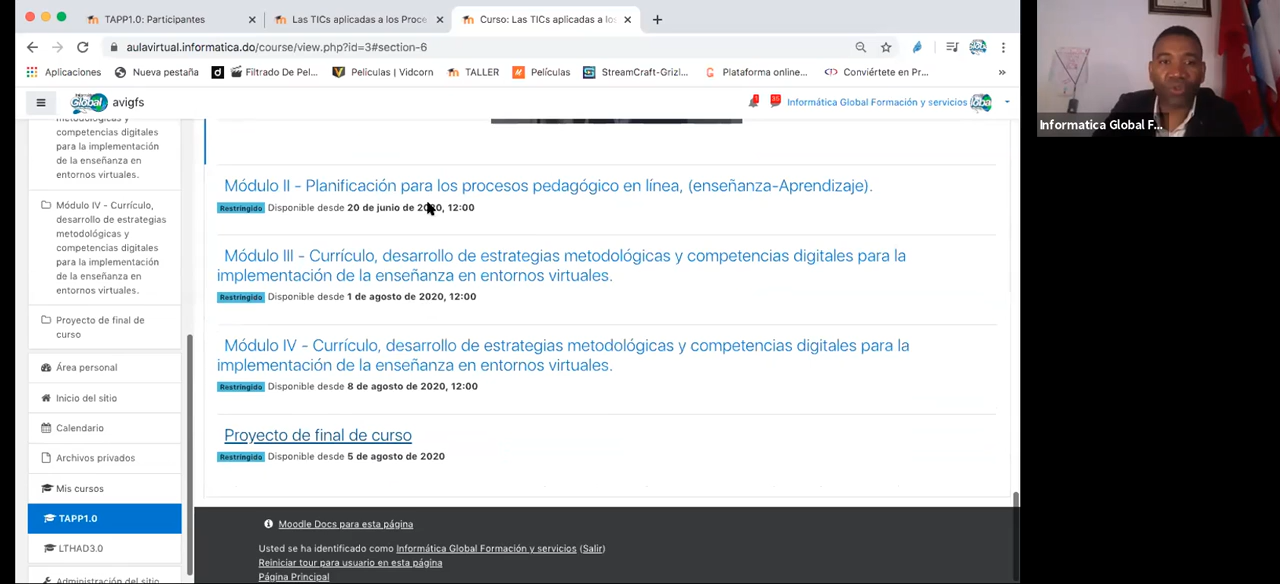 TAPP1.0: Participantes
Las TICs aplicadas a los Proce
Curso: Las TICs aplicadas a lo
aulavirtual.informatica.do/course/view.php?id=3#section-6
Aplicaciones
Nueva pestaña
Filtrado De Pel...
Peliculas | Vidcorn
TALLER
Películas
StreamCraft-Grizl...
Plataforma online...
Conviértete en Pr...
»
Global
avigfs
Informática Global Formación y servicios
Informatica Global F...
metodológicas y
competencias digitales
para la implementación
de la enseñanza en
entornos virtuales.
Módulo IV - Currículo,
desarrollo de estrategias
metodológicas y
competencias digitales
para la implementación
de la enseñanza en
entornos virtuales.
Proyecto de final de
curso
Área personal
Inicio del sitio
Calendario
Archivos privados
Mis cursos
TAPP1.0
LTHAD3.0
Administración del sitio
Módulo II - Planificación para los procesos pedagógico en línea, (enseñanza-Aprendizaje).
Restringido Disponible desde 20 de junio de 2020, 12:00
Módulo III - Currículo, desarrollo de estrategias metodológicas y competencias digitales para la
implementación de la enseñanza en entornos virtuales.
Restringido Disponible desde 1 de agosto de 2020, 12:00
Módulo IV - Currículo, desarrollo de estrategias metodológicas y competencias digitales para la
implementación de la enseñanza en entornos virtuales.
Restringido Disponible desde 8 de agosto de 2020, 12:00
Proyecto de final de curso
Restringido Disponible desde 5 de agosto de 2020
Moodle Docs para esta página
Usted se ha identificado como Informática Global Formación y servicios (Salir)
Reiniciar tour para usuario en esta página
Página Principal